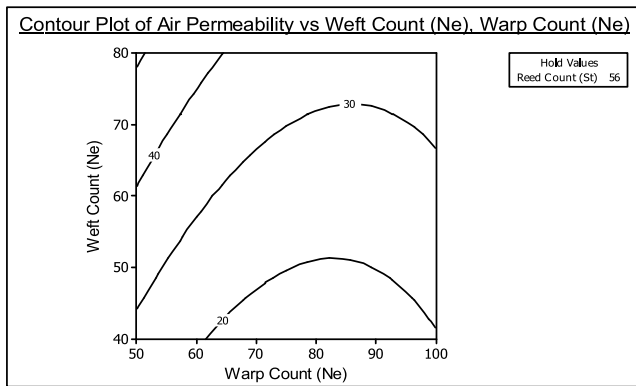 Contour Plot of Air Permeability vs Weft Count (Ne), Warp Count (Ne)
Hold Values
Reed Count (St) 56
80
70
60
50
40
Weft Count (Ne)
40
30
20
50 60 70 80 90 100
Warp Count (Ne)